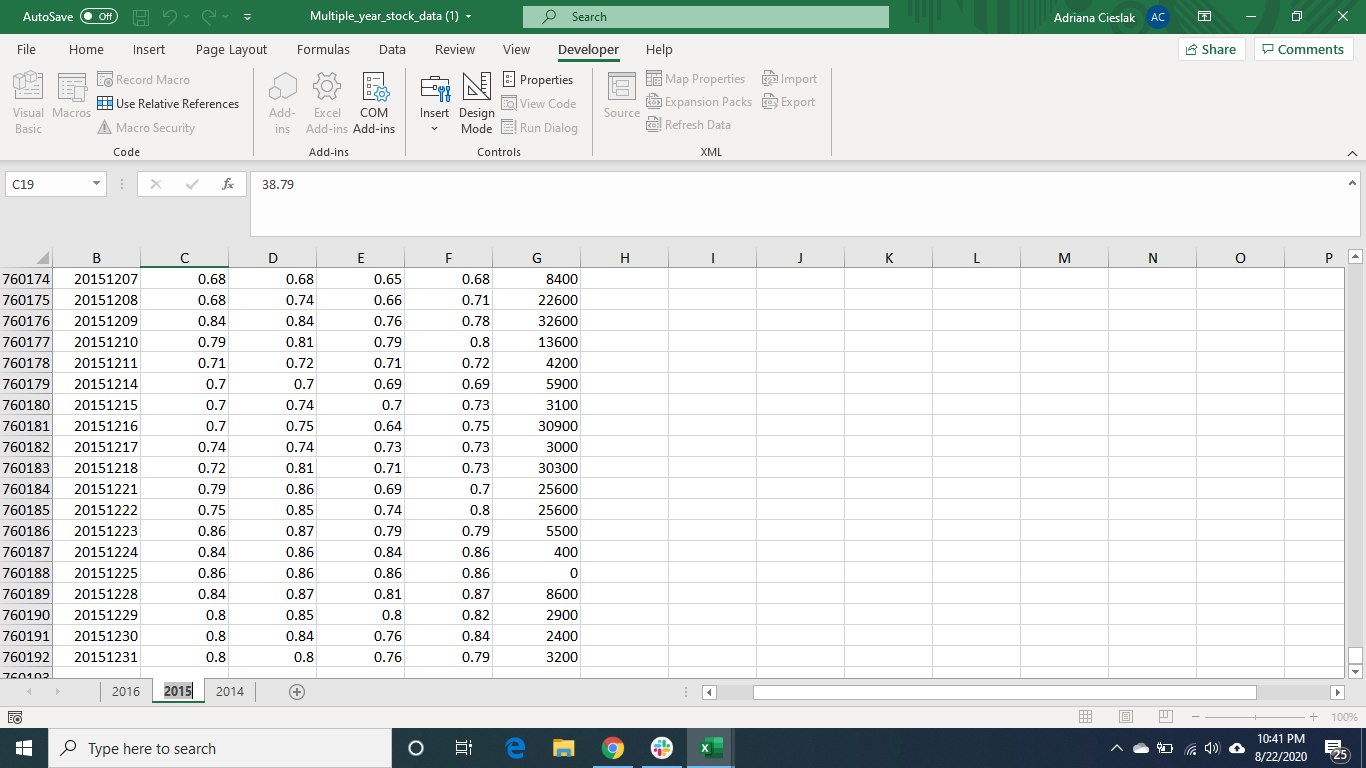 AutoSave Off Multiple_year_stock_data (1) Search Adriana Cieslak AC
File Home Insert Page Layout Formulas Data Review View Developer Help Share Comments
Visual Basic
Macros
Record Macro
Use Relative References
Macro Security
Code
Add-ins
Excel Add-ins
COM Add-ins
Add-ins
Insert
Design Mode
Properties
View Code
Run Dialog
Controls
Source
Map Properties
Expansion Packs
Refresh Data
Import
Export
XML
C19 fx 38.79
B C D E F G H I J K L M N O P
760174 20151207 0.68 0.68 0.65 0.68 8400
760175 20151208 0.68 0.74 0.66 0.71 22600
760176 20151209 0.84 0.84 0.76 0.78 32600
760177 20151210 0.79 0.81 0.79 0.8 13600
760178 20151211 0.71 0.72 0.71 0.72 4200
760179 20151214 0.7 0.7 0.69 0.69 5900
760180 20151215 0.7 0.74 0.7 0.73 3100
760181 20151216 0.7 0.75 0.64 0.75 30900
760182 20151217 0.74 0.74 0.73 0.73 3000
760183 20151218 0.72 0.81 0.71 0.73 30300
760184 20151221 0.79 0.86 0.69 0.7 25600
760185 20151222 0.75 0.85 0.74 0.8 25600
760186 20151223 0.86 0.87 0.79 0.79 5500
760187 20151224 0.84 0.86 0.84 0.86 400
760188 20151225 0.86 0.86 0.86 0.86 0
760189 20151228 0.84 0.87 0.81 0.87 8600
760190 20151229 0.8 0.85 0.8 0.82 2900
760191 20151230 0.8 0.84 0.76 0.84 2400
760192 20151231 0.8 0.8 0.76 0.79 3200
760193
2016 2015 2014
100%
Type here to search
10:41 PM
8/22/2020
25